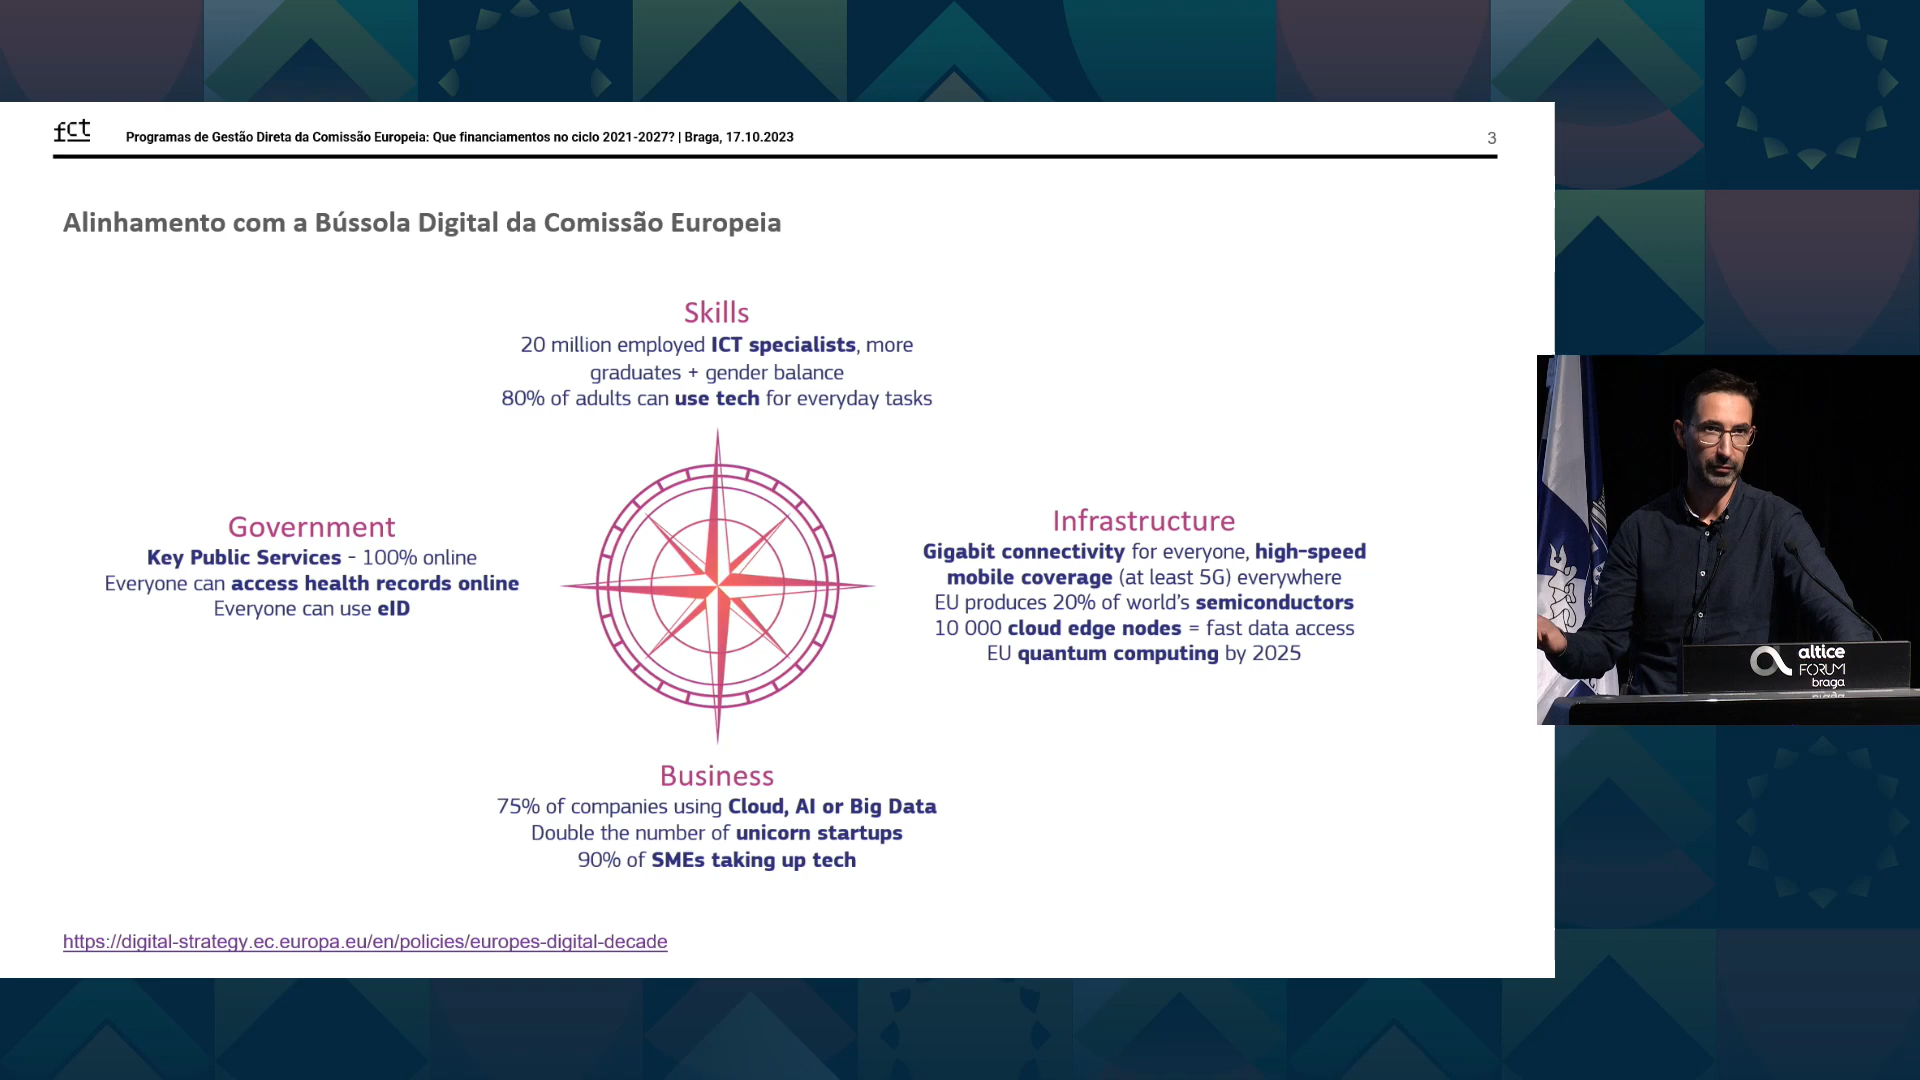 fct
Programas de Gestão Direta da Comissão Europeia: Que financiamentos no ciclo 2021-2027? | Braga, 17.10.2023
3
Alinhamento com a Bússola Digital da Comissão Europeia
Skills
20 million employed ICT specialists, more
graduates + gender balance
80% of adults can use tech for everyday tasks
Government
Key Public Services - 100% online
Everyone can access health records online
Everyone can use eID
Infrastructure
Gigabit connectivity for everyone, high-speed
mobile coverage (at least 5G) everywhere
EU produces 20% of world's semiconductors
10 000 cloud edge nodes = fast data access
EU quantum computing by 2025
Business
75% of companies using Cloud, AI or Big Data
Double the number of unicorn startups
90% of SMEs taking up tech
https://digital-strategy.ec.europa.eu/en/policies/europes-digital-decade
altice
FORUM
braga